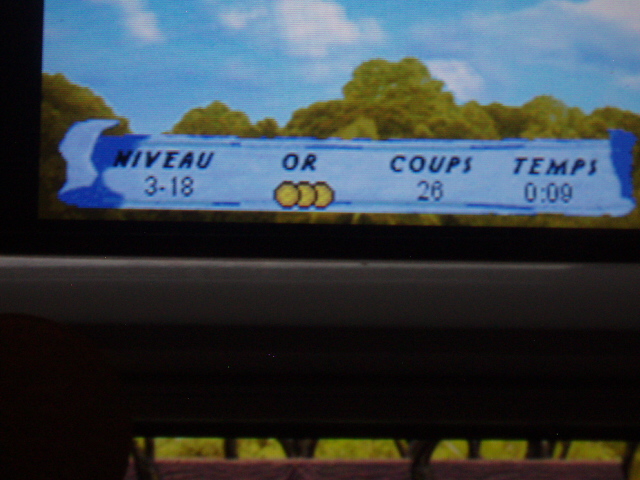 NIVEAU OR COUPS TEMPS
3-18 26 0:09